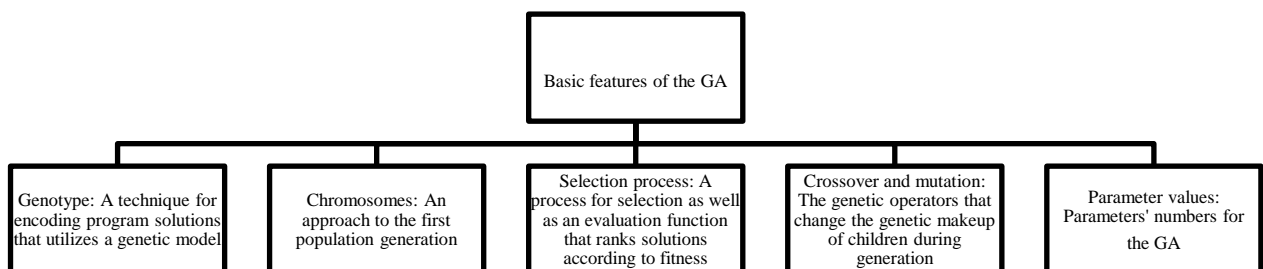 Basic features of the GA
Genotype: A technique for
encoding program solutions
that utilizes a genetic model
Chromosomes: An
approach to the first
population generation
Selection process: A
process for selection as well
as an evaluation function
that ranks solutions
according to fitness
Crossover and mutation:
The genetic operators that
change the genetic makeup
of children during
generation
Parameter values:
Parameters' numbers for
the GA